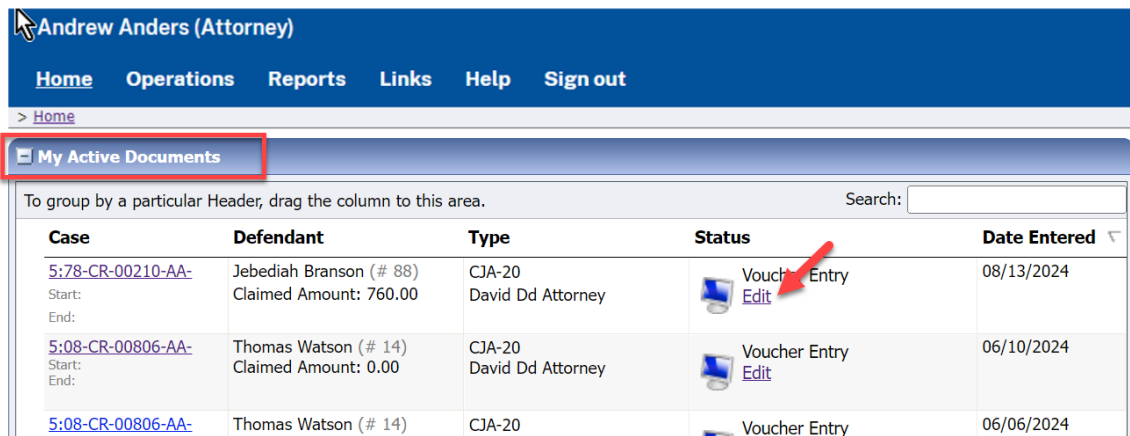 Andrew Anders (Attorney)
Home Operations Reports Links Help Sign out
> Home
My Active Documents
To group by a particular Header, drag the column to this area. Search:
Case Defendant Type Status Date Entered
5:78-CR-00210-AA- Jebediah Branson (# 88) CJA-20 Voucher Entry 08/13/2024
Start: Claimed Amount: 760.00 David Dd Attorney Edit
End:
5:08-CR-00806-AA- Thomas Watson (# 14) CJA-20 Voucher Entry 06/10/2024
Start: Claimed Amount: 0.00 David Dd Attorney Edit
End:
5:08-CR-00806-AA- Thomas Watson (# 14) CJA-20 Voucher Entry 06/06/2024